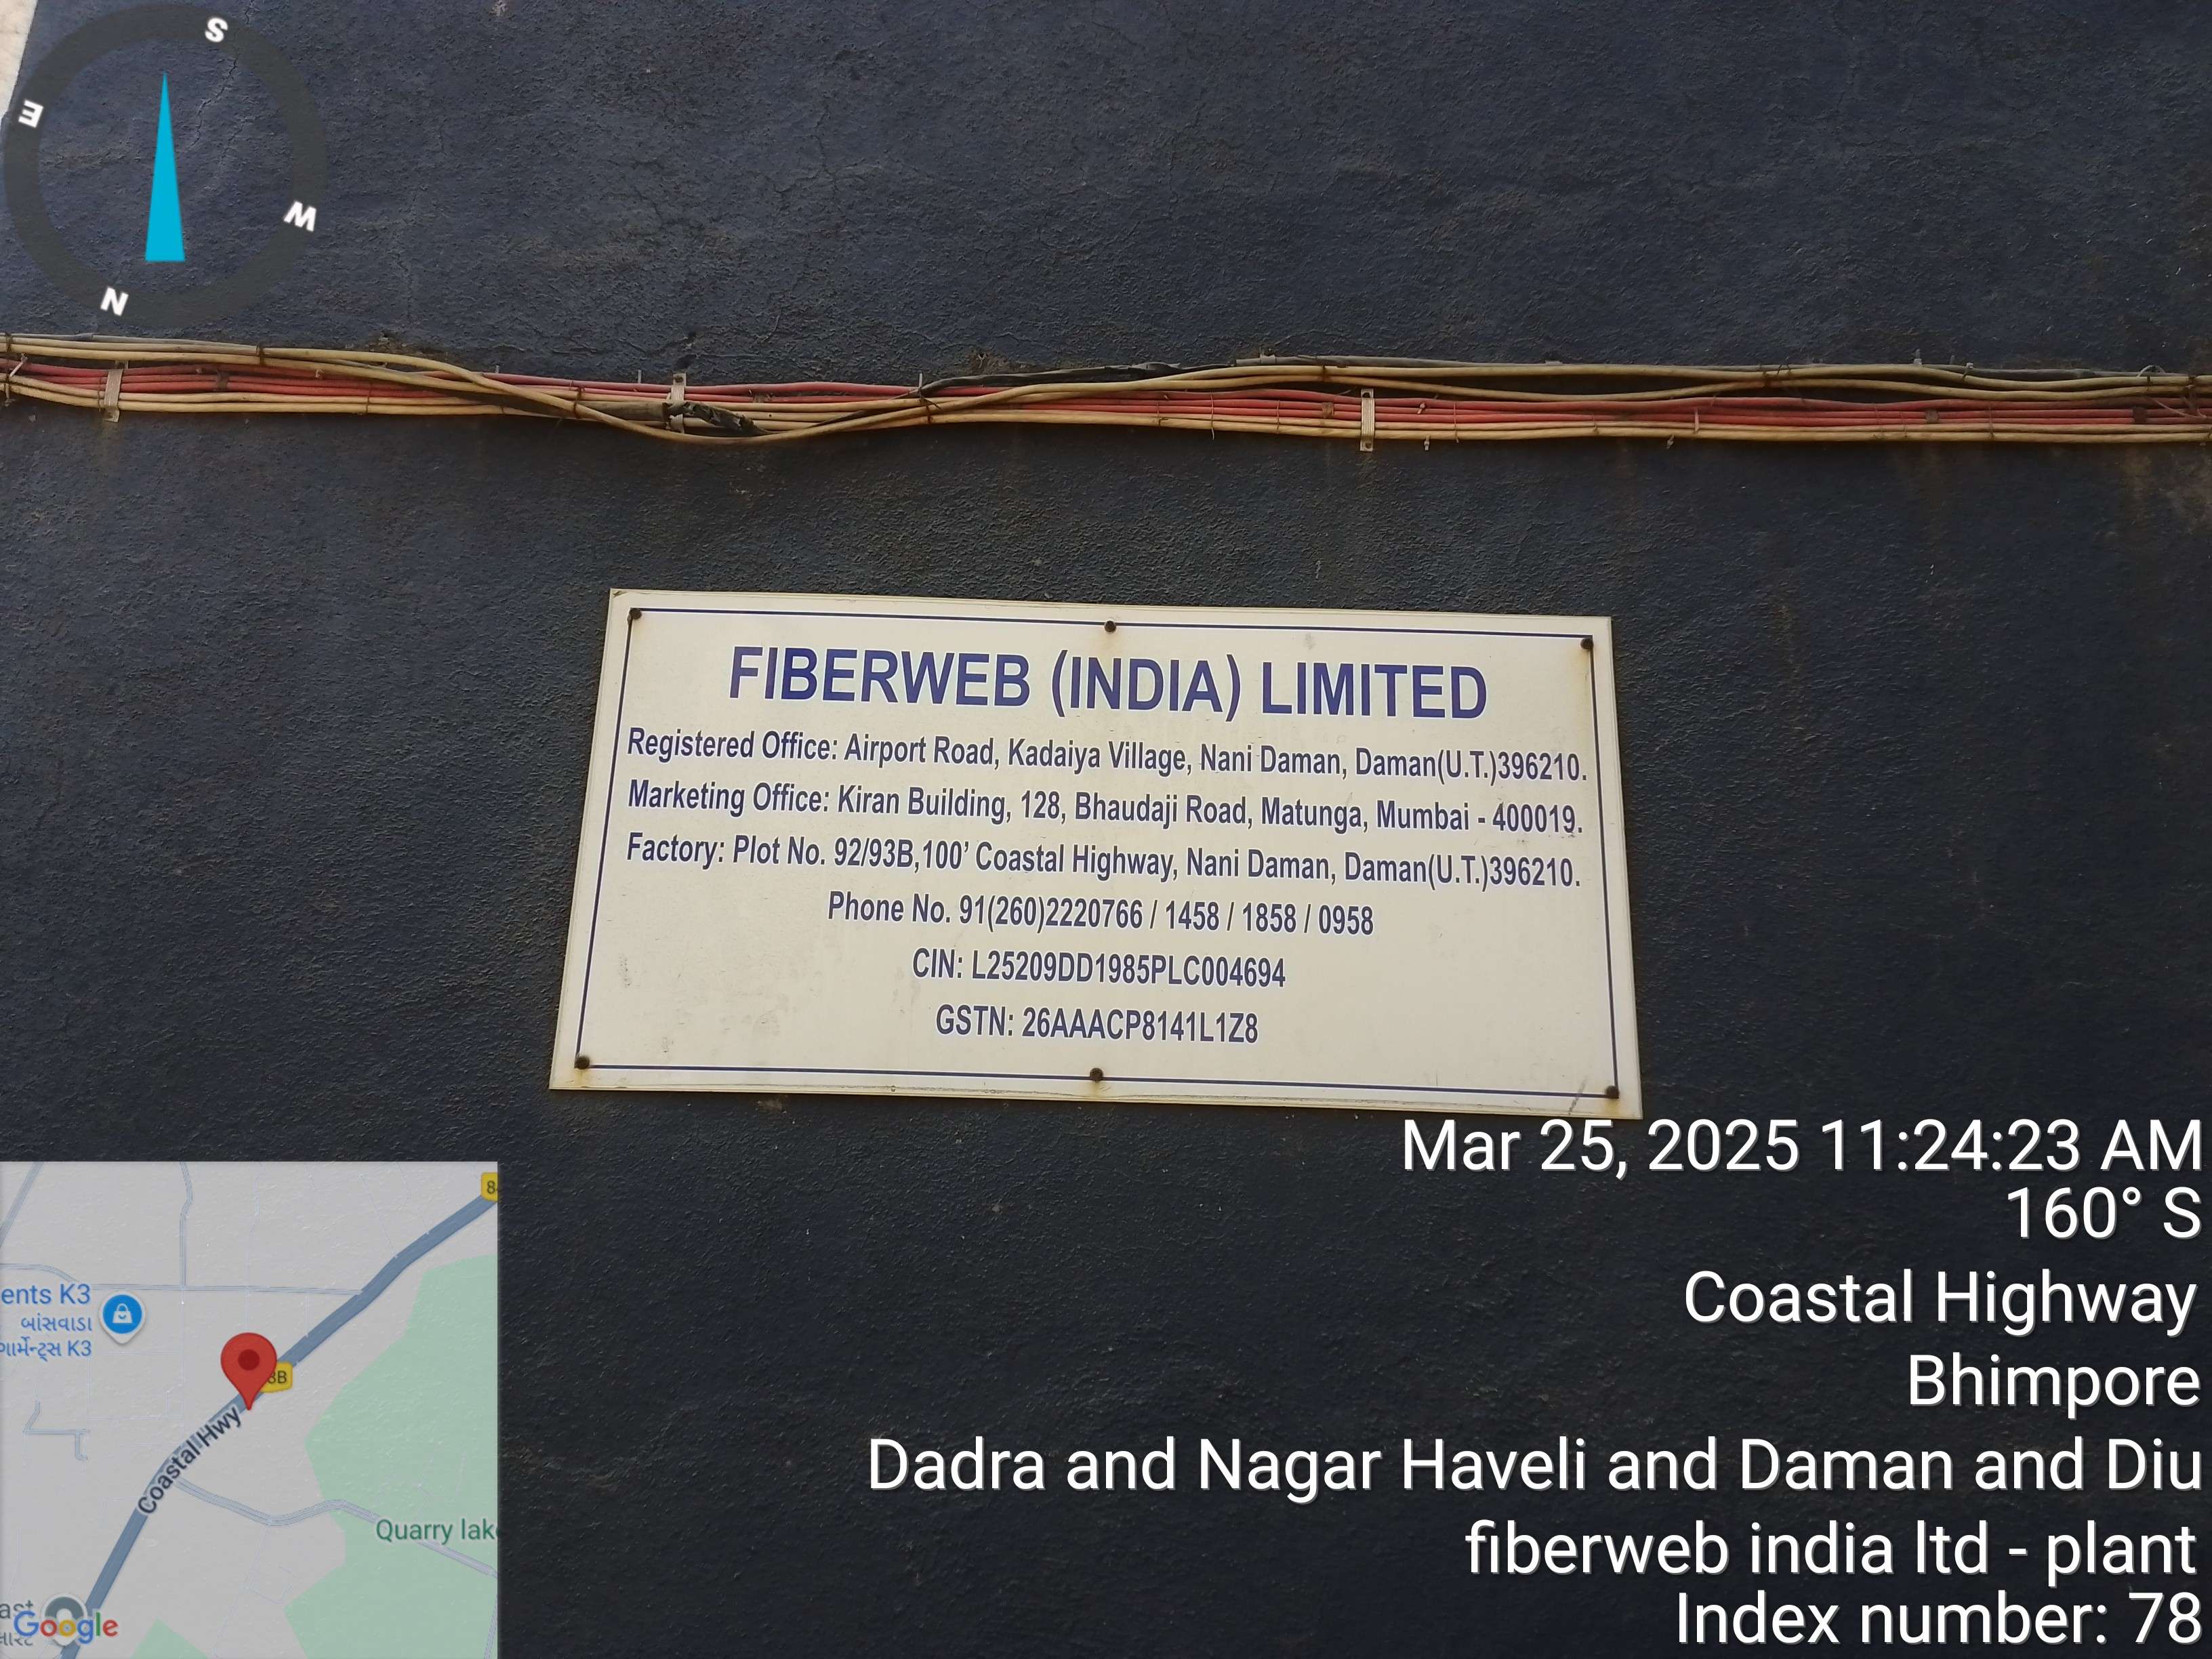 S
E
W
N
FIBERWEB (INDIA) LIMITED
Registered Office: Airport Road, Kadaiya Village, Nani Daman, Daman(U.T.)396210.
Marketing Office: Kiran Building, 128, Bhaudaji Road, Matunga, Mumbai - 400019.
Factory: Plot No. 92/93B,100’ Coastal Highway, Nani Daman, Daman(U.T.)396210.
Phone No. 91(260)2220766 / 1458 / 1858 / 0958
CIN: L25209DD1985PLC004694
GSTN: 26AAACP8141L1Z8
Mar 25, 2025 11:24:23 AM
160° S
Coastal Highway
Bhimpore
Dadra and Nagar Haveli and Daman and Diu
fiberweb india ltd - plant
Index number: 78
ents K3
બાંસવાડા
ગાર્મેન્ટ્સ K3
Coastal Hwy
Quarry lake
Google